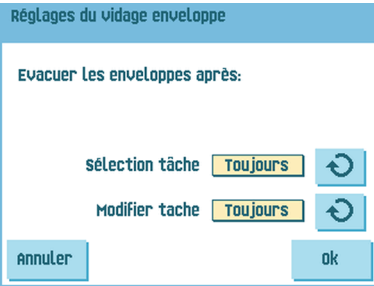 Réglages du vidage enveloppe
Evacuer les enveloppes après:
Sélection tâche Toujours
Modifier tache Toujours
Annuler Ok